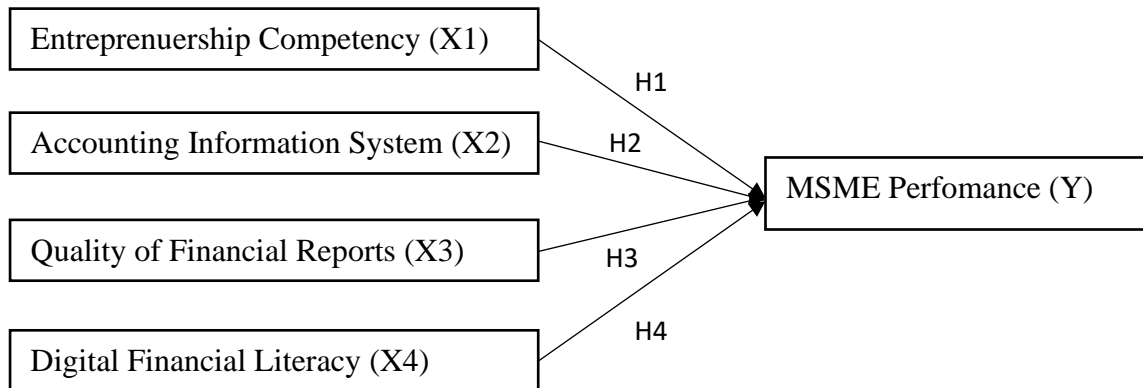 Entreprenuership Competency (X1)
H1
Accounting Information System (X2)
H2
MSME Perfomance (Y)
Quality of Financial Reports (X3)
H3
H4
Digital Financial Literacy (X4)